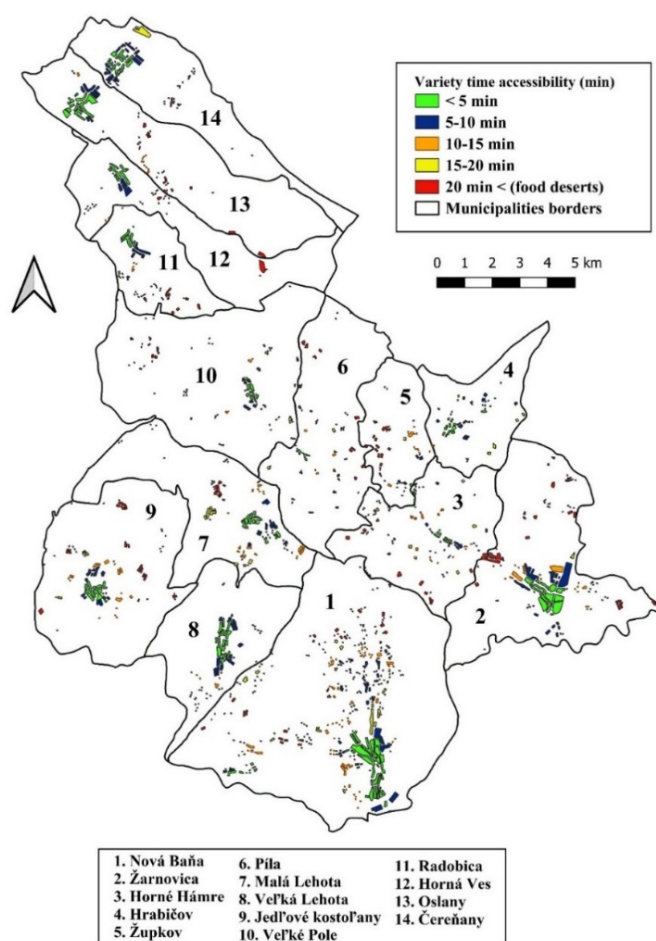 Variety time accessibility (min)
< 5 min
5-10 min
10-15 min
15-20 min
20 min < (food deserts)
Municipalities borders
0 1 2 3 4 5 km
14
13
11
12
10
6
5
4
9
7
3
8
1
2
1. Nová Baňa
2. Žarnovica
3. Horné Hámre
4. Hrabičov
5. Župkov
6. Píla
7. Malá Lehota
8. Veľká Lehota
9. Jedľové kostoľany
10. Veľké Pole
11. Radobica
12. Horná Ves
13. Oslany
14. Čereňany